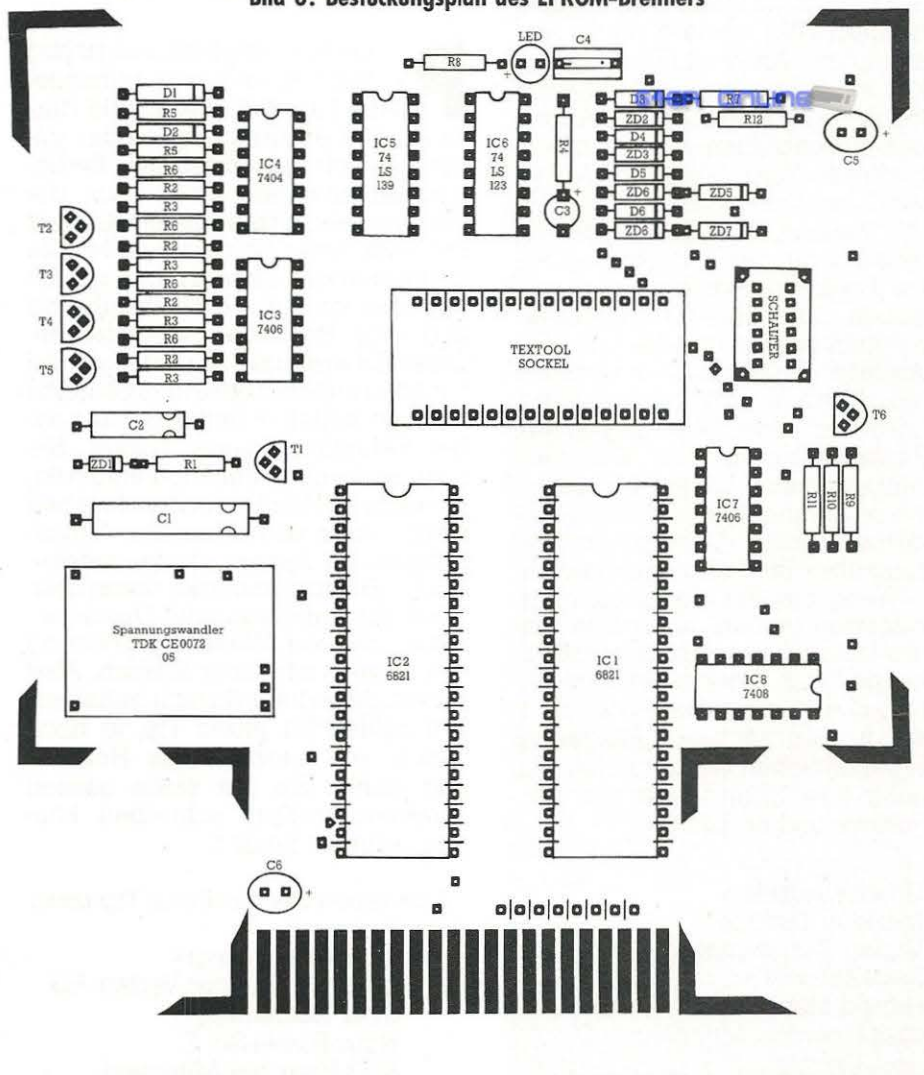 Bild 6. Bestückungsplan des EPROM-Brenners
LED
C4
R8
+
D1
R5
D2
R5
R6
R2
R3
R6
R2
R3
R6
R2
R3
R6
R2
R3
IC4
7404
IC5
74
LS
139
IC6
74
LS
123
R4
+
C3
D3
ZD2
D4
ZD3
D5
ZD6
D6
ZD6
R7
R12
ZD5
ZD7
+
C5
T2
T3
T4
T5
IC3
7406
TEXTOOL
SOCKEL
SCHALTER
T6
C2
ZD1
R1
T1
C1
IC7
7406
R11
R10
R9
Spannungswandler
TDK CE0072
05
IC2
6821
IC1
6821
IC8
7408
C6
+